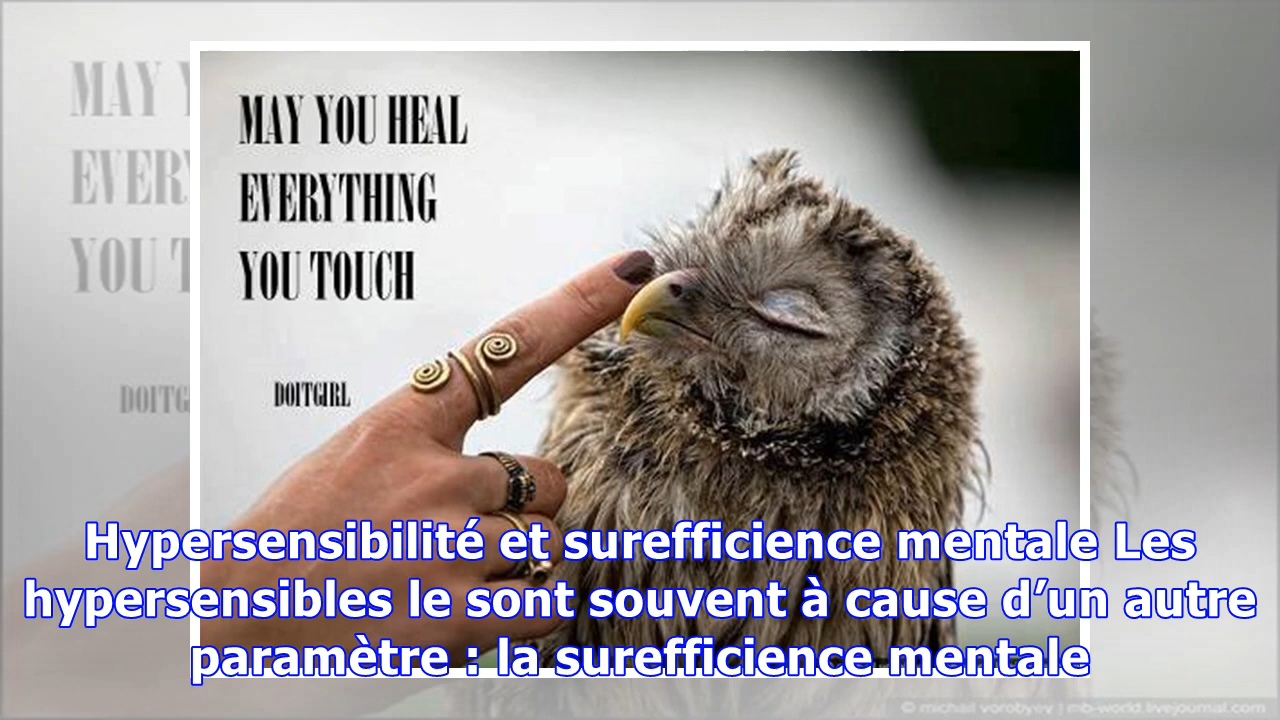 MAY YOU HEAL
EVERYTHING
YOU TOUCH
DOITGIRL
Hypersensibilité et surefficience mentale Les
hypersensibles le sont souvent à cause d’un autre
paramètre : la surefficience mentale
© michail vorobyev | mb-world.livejournal.com